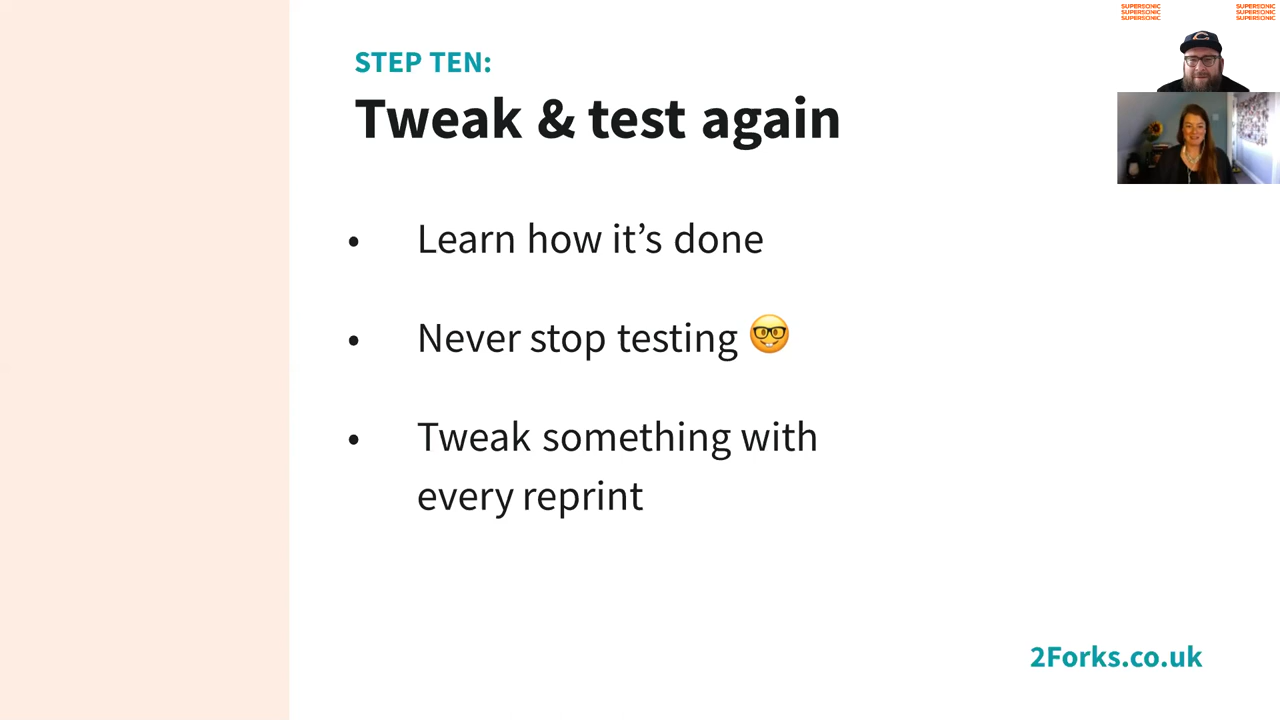 SUPERSONIC SUPERSONIC
SUPERSONIC SUPERSONIC
SUPERSONIC SUPERSONIC
STEP TEN:
Tweak & test again
• Learn how it’s done
• Never stop testing 🤓
• Tweak something with
every reprint
2Forks.co.uk